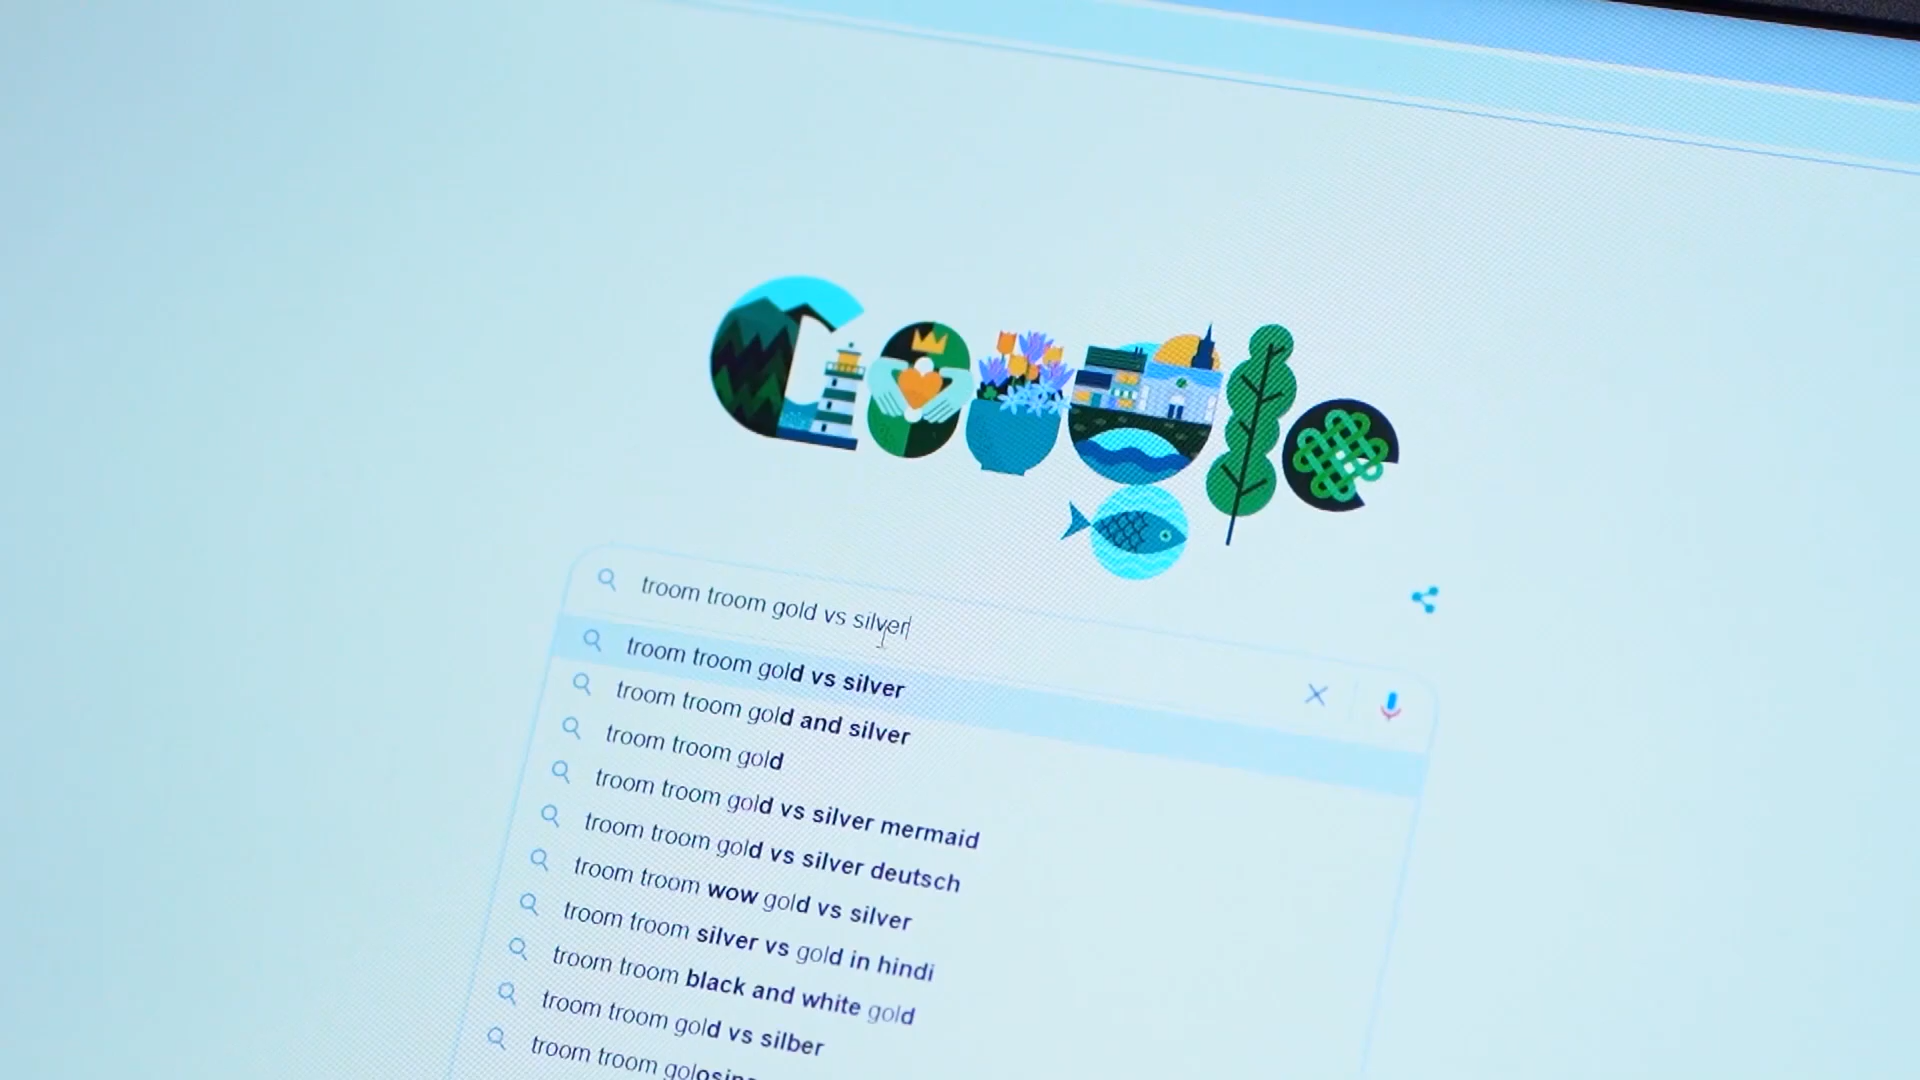 Google
troom troom gold vs silver
troom troom gold vs silver
troom troom gold and silver
troom troom gold
troom troom gold vs silver mermaid
troom troom gold vs silver deutsch
troom troom wow gold vs silver
troom troom silver vs gold in hindi
troom troom black and white gold
troom troom gold vs silber
troom troom